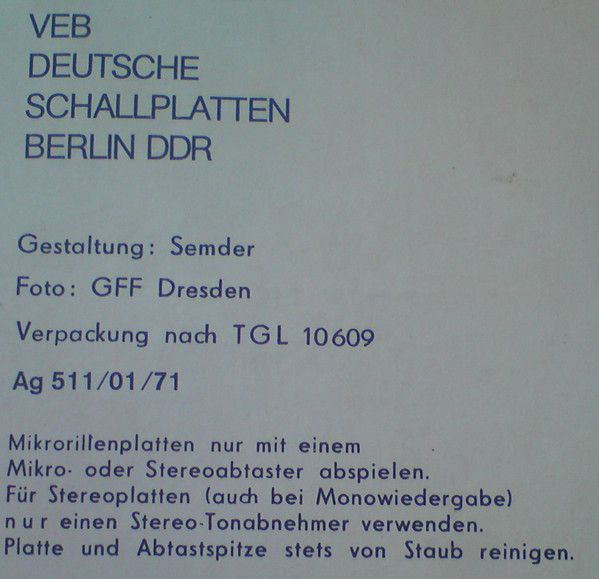 VEB
DEUTSCHE
SCHALLPLATTEN
BERLIN DDR
Gestaltung: Semder
Foto: GFF Dresden
Verpackung nach TGL 10609
Ag 511/01/71
Mikrorillenplatten nur mit einem
Mikro- oder Stereoabtaster abspielen.
Für Stereoplatten (auch bei Monowiedergabe)
nur einen Stereo-Tonabnehmer verwenden.
Platte und Abtastspitze stets von Staub reinigen.